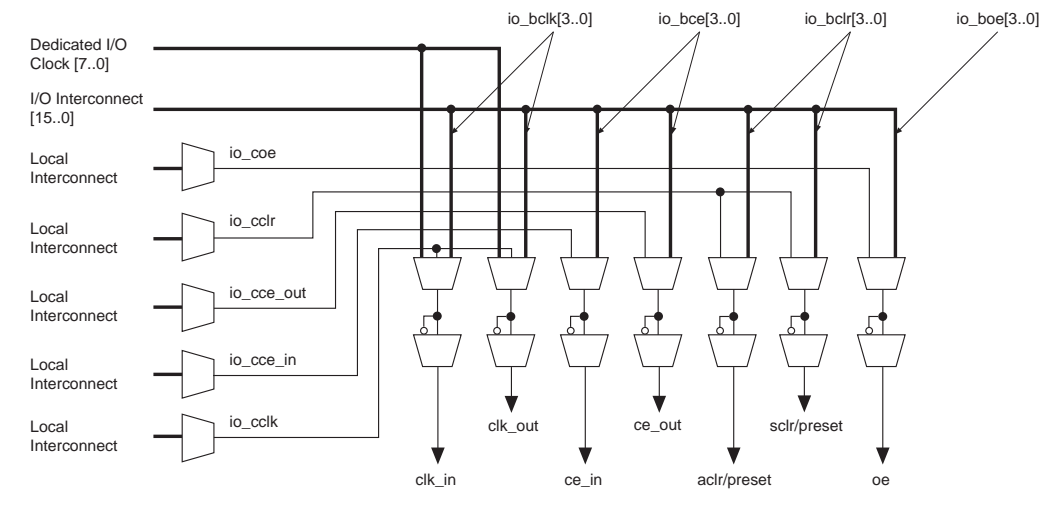 io_bclk[3..0]
io_bce[3..0]
io_bclr[3..0]
io_boe[3..0]
Dedicated I/O
Clock [7..0]
I/O Interconnect
[15..0]
Local
Interconnect
io_coe
Local
Interconnect
io_cclr
Local
Interconnect
io_cce_out
Local
Interconnect
io_cce_in
Local
Interconnect
io_cclk
clk_out
ce_out
sclr/preset
clk_in
ce_in
aclr/preset
oe